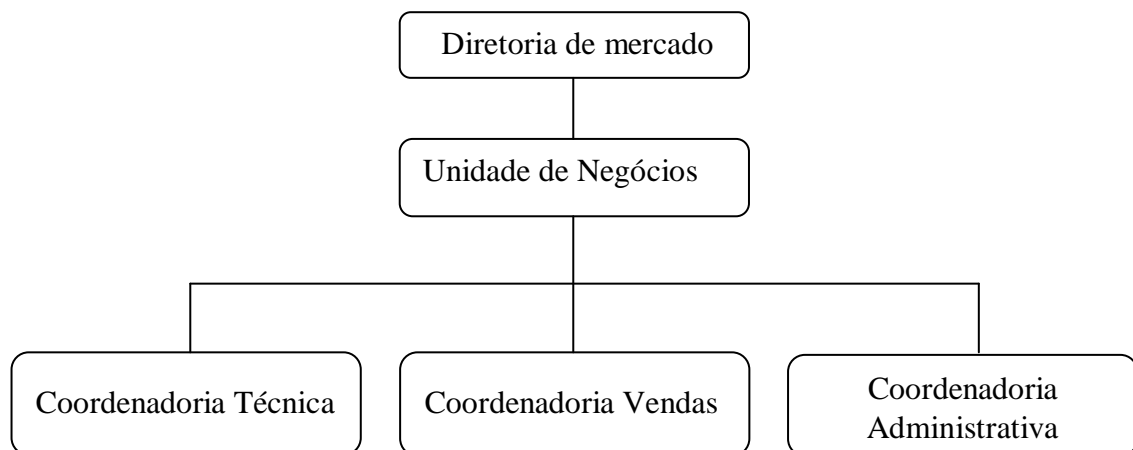 Diretoria de mercado
Unidade de Negócios
Coordenadoria Técnica
Coordenadoria Vendas
Coordenadoria
Administrativa